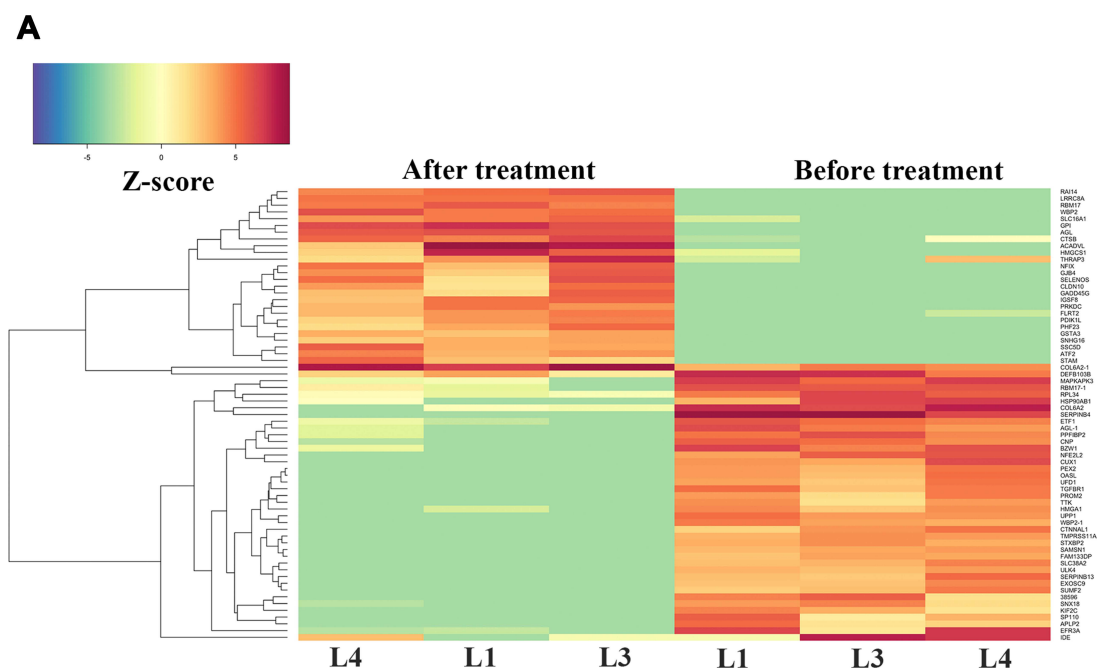 A
-5 0 5
Z-score
After treatment Before treatment
RAI14
LRRC8A
RBM17
WBP2
SLC16A1
GPI
AGL
CTSB
ACADVL
HMGCS1
THRAP3
NFIX
GJB4
SELENOS
CLDN10
GADD45G
IGSF8
PRKDC
FLRT2
PDIK1L
PHF23
GSTA3
SNHG16
SSC5D
ATF2
STAM
COL6A2-1
DEFB103B
MAPKAPK3
RBM17-1
RPL34
HSP90AB1
COL6A2
SERPINB4
ETF1
AGL-1
PPFIBP2
CNP
BZW1
NFE2L2
CUX1
PEX2
OASL
UFD1
TGFBR1
PROM2
TTK
HMGA1
UPP1
WBP2-1
CTNNAL1
TMPRSS11A
STXBP2
SAMSN1
FAM133DP
SLC38A2
ULK4
SERPINB13
EXOSC9
SUMF2
38596
SNX18
KIF2C
SP110
APLP2
EFR3A
IDE
L4 L1 L3 L1 L3 L4